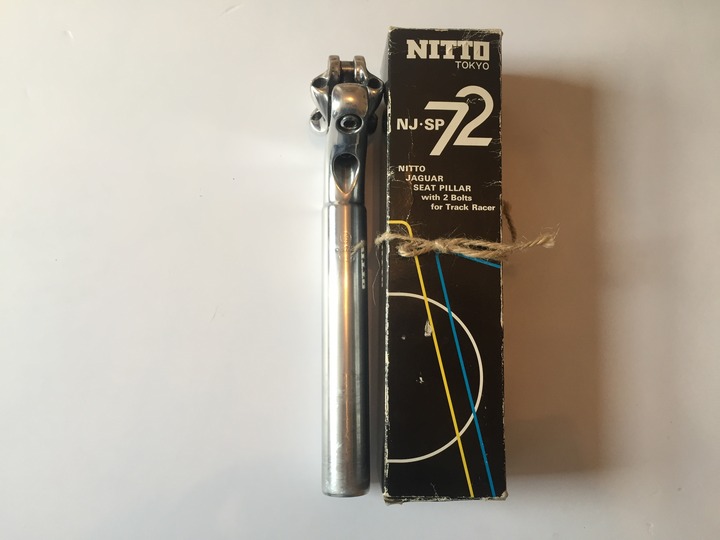 NITTO
TOKYO
NJ·SP 72
NITTO
JAGUAR
SEAT PILLAR
with 2 Bolts
for Track Racer